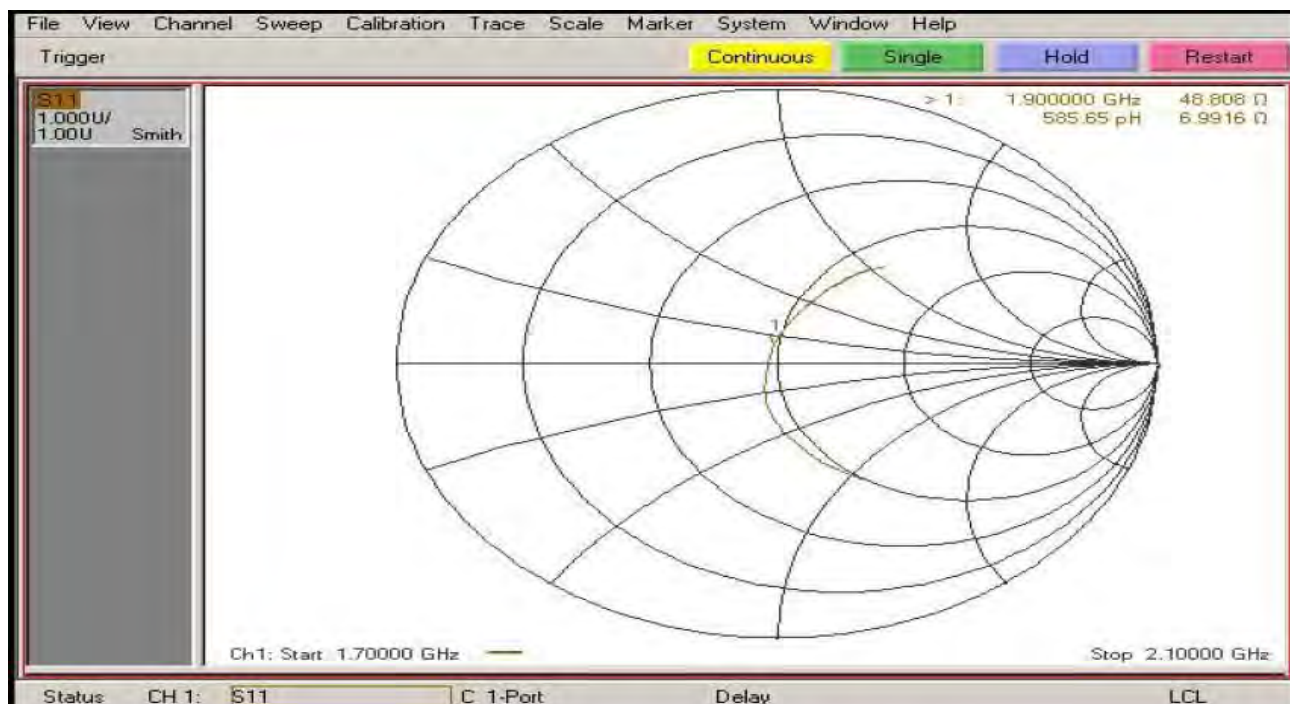 File View Channel Sweep Calibration Trace Scale Marker System Window Help
Trigger Continuous Single Hold Restart
S11
1.000U/
1.00U Smith
> 1: 1.900000 GHz 48.808 Ω
585.65 pH 6.9916 Ω
1
Ch1: Start 1.70000 GHz Stop 2.10000 GHz
Status CH 1: S11 C 1-Port Delay LCL